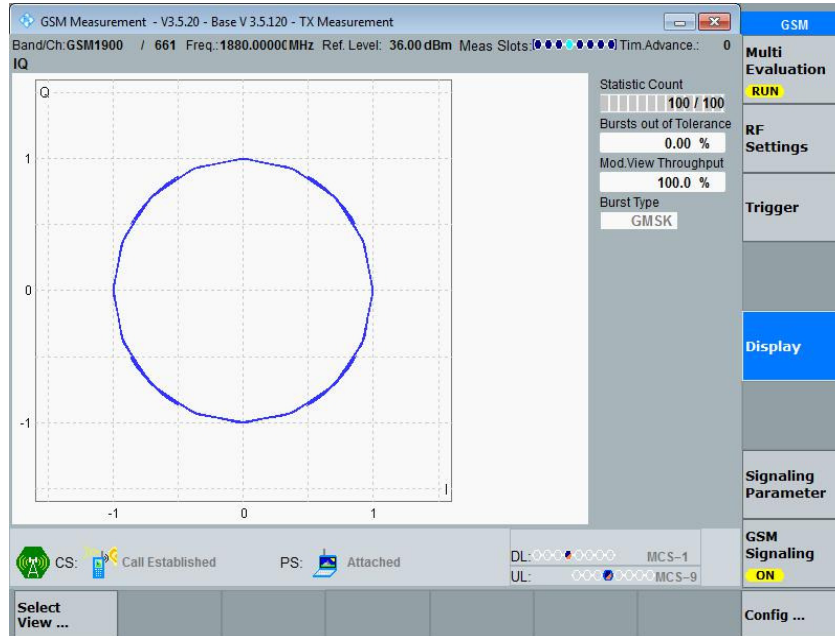 GSM Measurement - V3.5.20 - Base V 3.5.120 - TX Measurement
GSM
Band/Ch:GSM1900 / 661 Freq.:1880.0000 MHz Ref. Level: 36.00 dBm Meas Slots: Tim.Advance.: 0
IQ
Multi
Evaluation
RUN
RF
Settings
Trigger
Display
Signaling
Parameter
GSM
Signaling
ON
Config ...
Statistic Count
100 / 100
Bursts out of Tolerance
0.00 %
Mod.View Throughput
100.0 %
Burst Type
GMSK
Q
1
0
-1
I
-1 0 1
CS: Call Established PS: Attached
DL: MCS-1
UL: MCS-9
Select
View ...